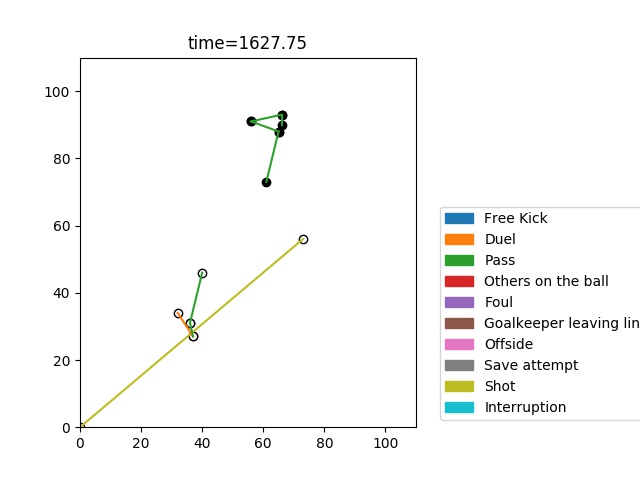 time=1627.75
100
80
60
40
20
0
0 20 40 60 80 100
Free Kick
Duel
Pass
Others on the ball
Foul
Goalkeeper leaving lin
Offside
Save attempt
Shot
Interruption